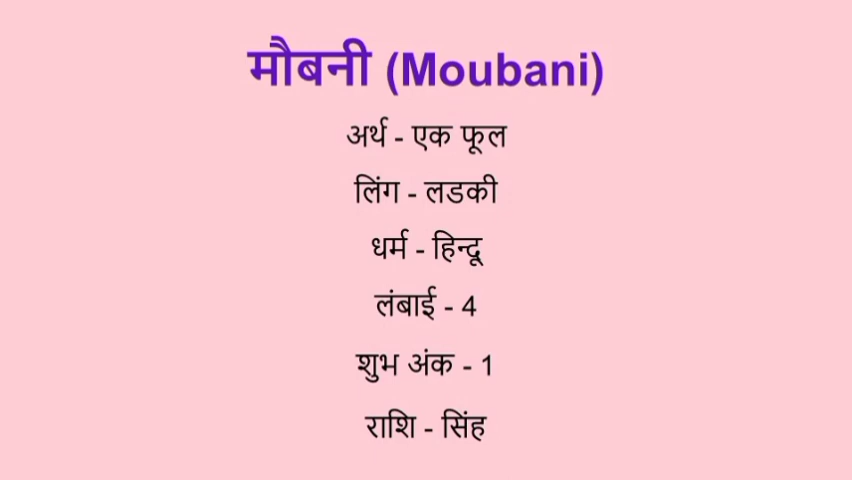 मौबनी (Moubani)
अर्थ - एक फूल
लिंग - लडकी
धर्म - हिन्दू
लंबाई - 4
शुभ अंक - 1
राशि - सिंह